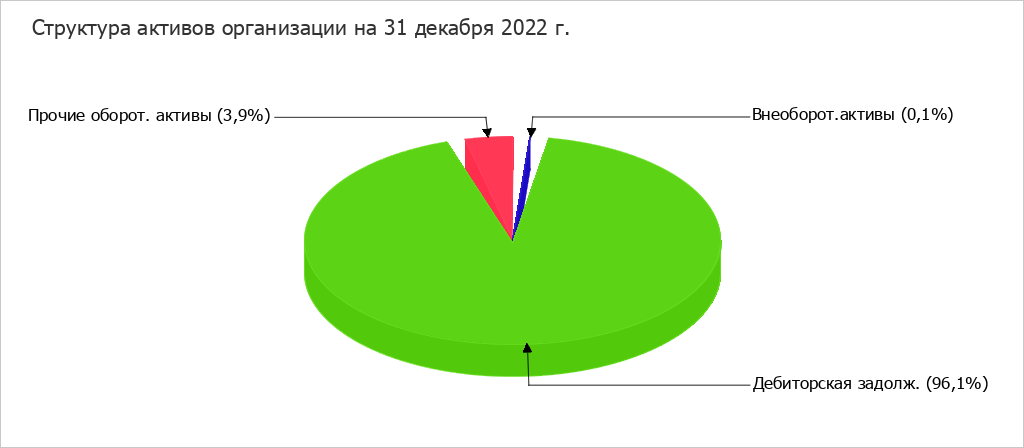 Структура активов организации на 31 декабря 2022 г.
Прочие оборот. активы (3,9%)
Внеоборот.активы (0,1%)
Дебиторская задолж. (96,1%)